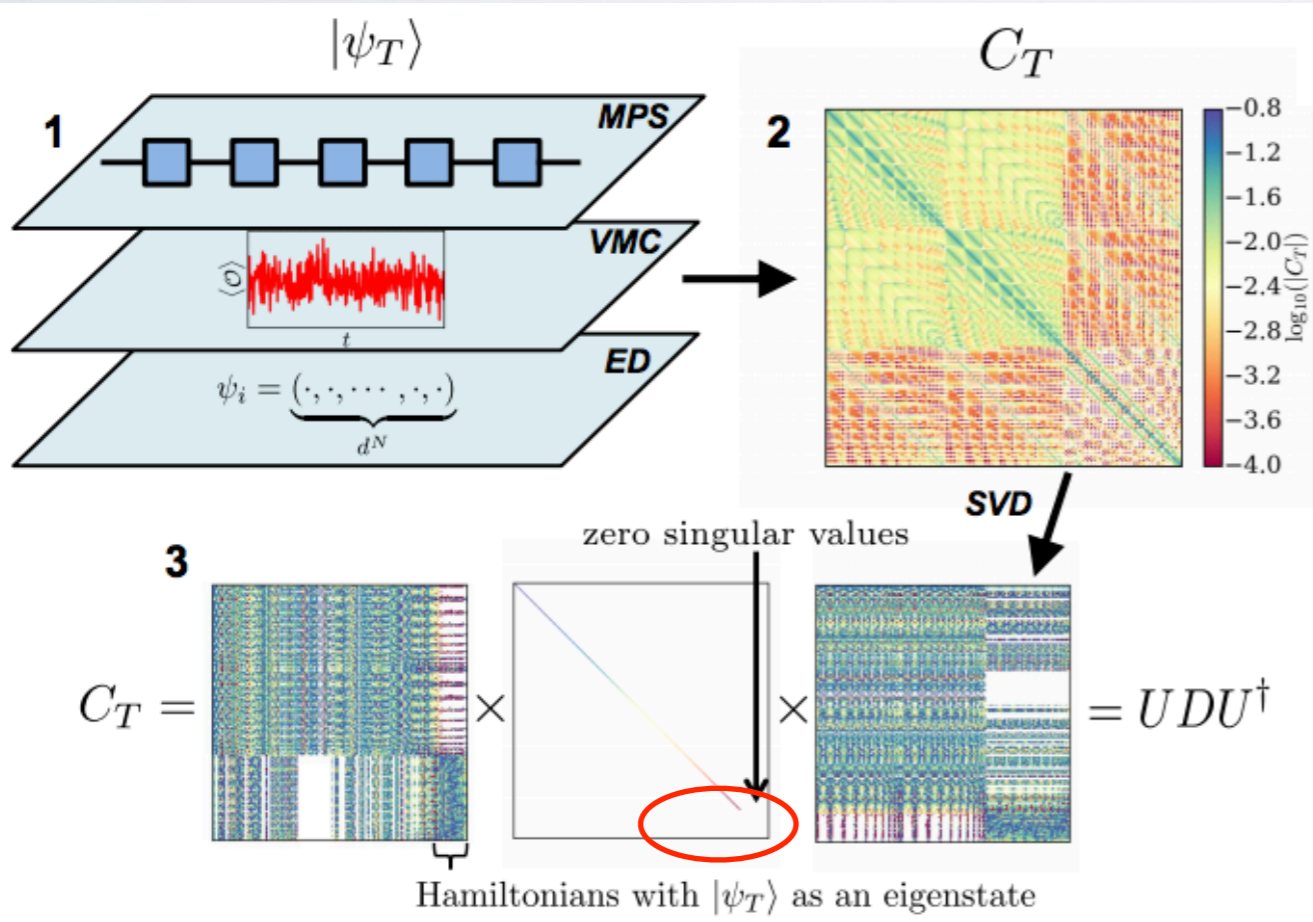 |ψ_T⟩
C_T
1
MPS
VMC
⟨O⟩
t
ED
ψ_i = (·, ·, ⋯ , ·, ·)
d^N
2
−0.8
−1.2
−1.6
−2.0
−2.4
−2.8
−3.2
−3.6
−4.0
log₁₀(|C_T|)
SVD
3
zero singular values
C_T = × × = UDU†
Hamiltonians with |ψ_T⟩ as an eigenstate